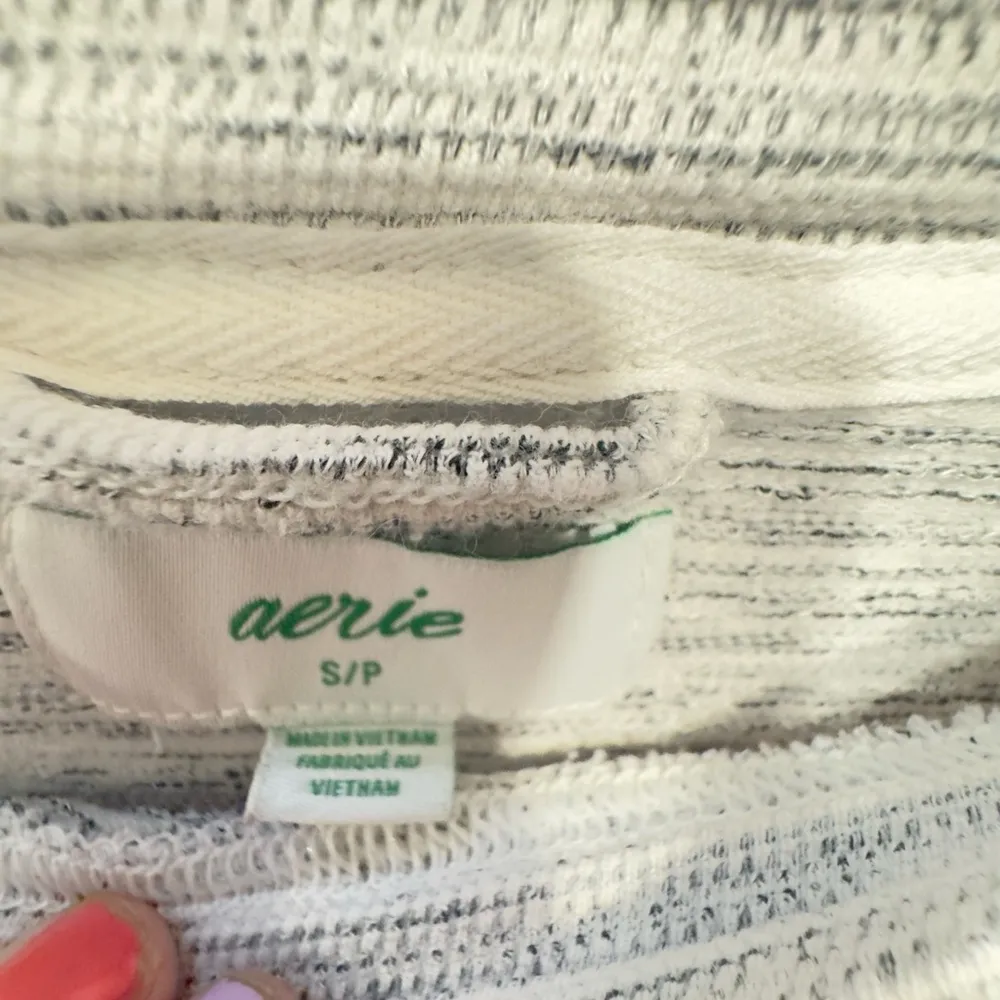 aerie
S/P
MADE IN VIETNAM
FABRIQUÉ AU
VIETNAM